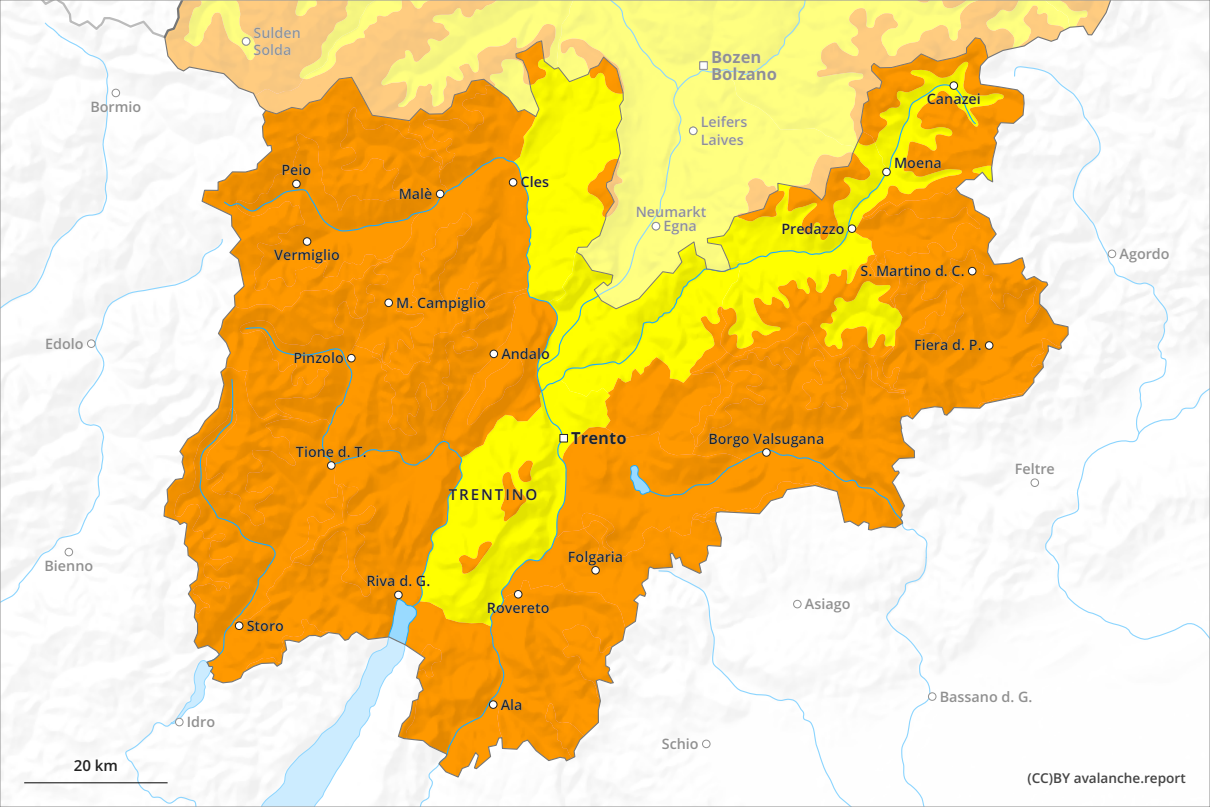 Sulden
Solda
Bozen
Bolzano
Bormio
Canazei
Leifers
Laives
Peio
Moena
Malè
Cles
Neumarkt
Egna
Predazzo
Vermiglio
Agordo
S. Martino d. C.
M. Campiglio
Edolo
Pinzolo
Andalo
Fiera d. P.
Trento
Borgo Valsugana
Tione d. T.
Feltre
TRENTINO
Bienno
Folgaria
Riva d. G.
Rovereto
Asiago
Storo
Bassano d. G.
Ala
Idro
Schio
20 km
(CC)BY avalanche.report